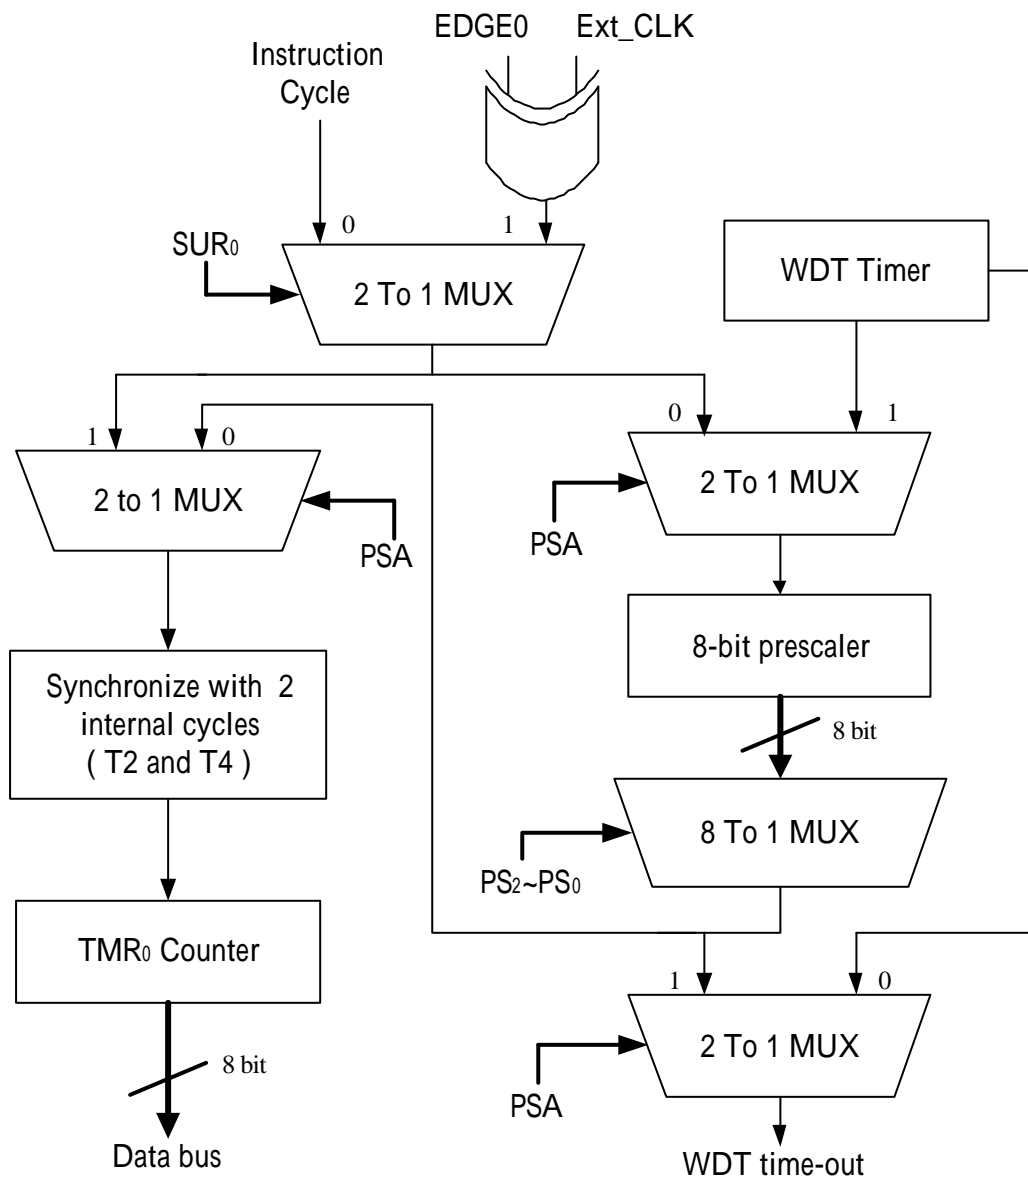 EDGE0 Ext_CLK
Instruction
Cycle
0 1
SUR0
2 To 1 MUX
WDT Timer
1 0
0 1
2 to 1 MUX
2 To 1 MUX
PSA
PSA
8-bit prescaler
Synchronize with 2
internal cycles
( T2 and T4 )
8 bit
8 To 1 MUX
PS2~PS0
TMR0 Counter
1 0
2 To 1 MUX
8 bit
PSA
Data bus
WDT time-out